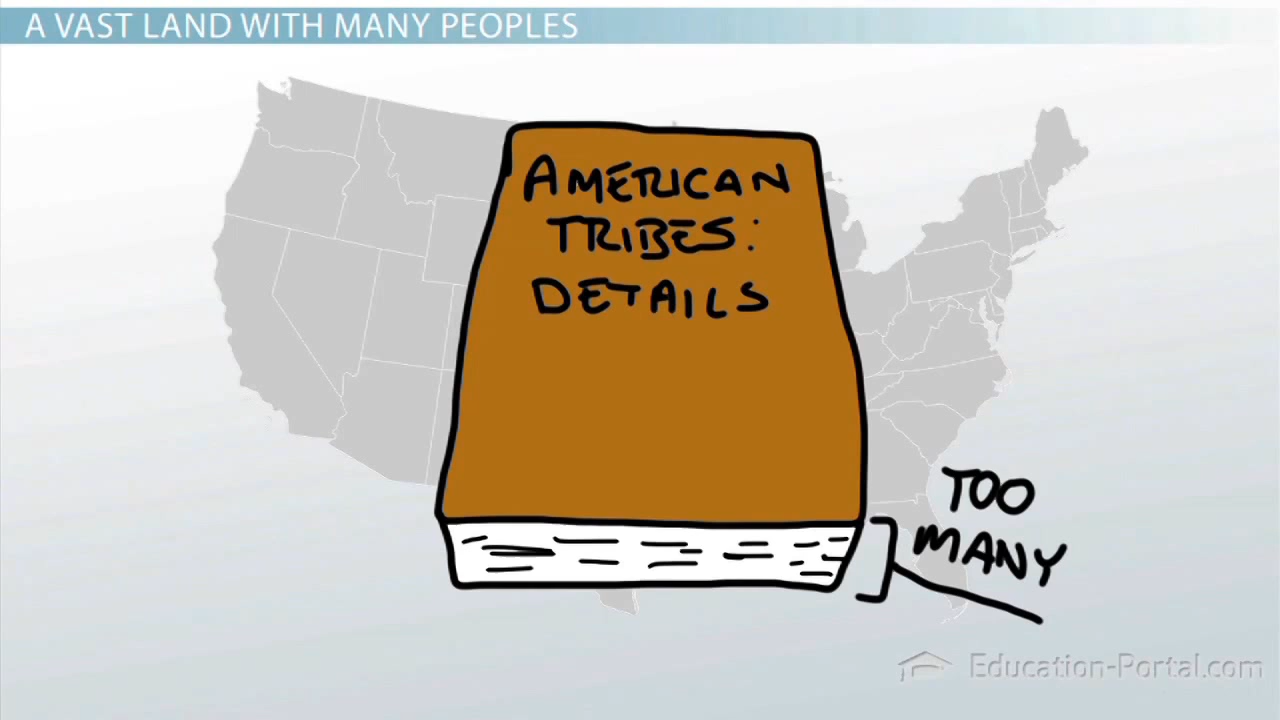 A VAST LAND WITH MANY PEOPLES
AMERICAN
TRIBES:
DETAILS
TOO
MANY
Education-Portal.com